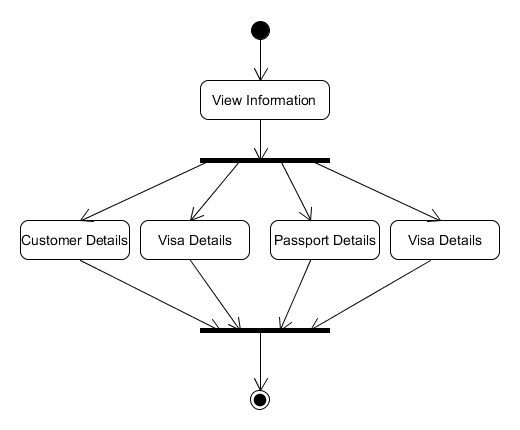 View Information
Customer Details
Visa Details
Passport Details
Visa Details